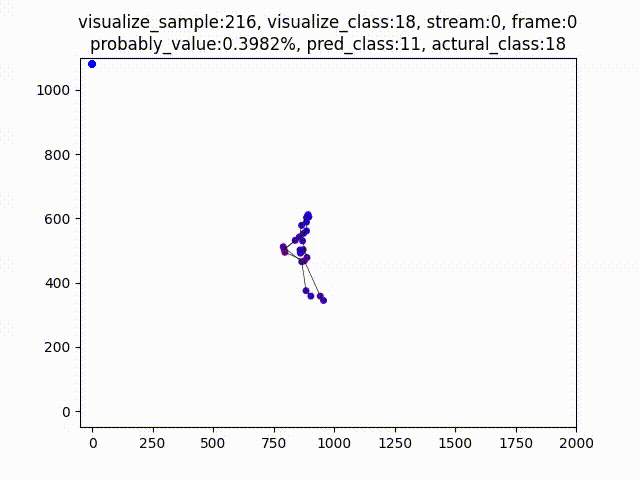 visualize_sample:216, visualize_class:18, stream:0, frame:0
probably_value:0.3982%, pred_class:11, actural_class:18
1000
800
600
400
200
0
0 250 500 750 1000 1250 1500 1750 2000